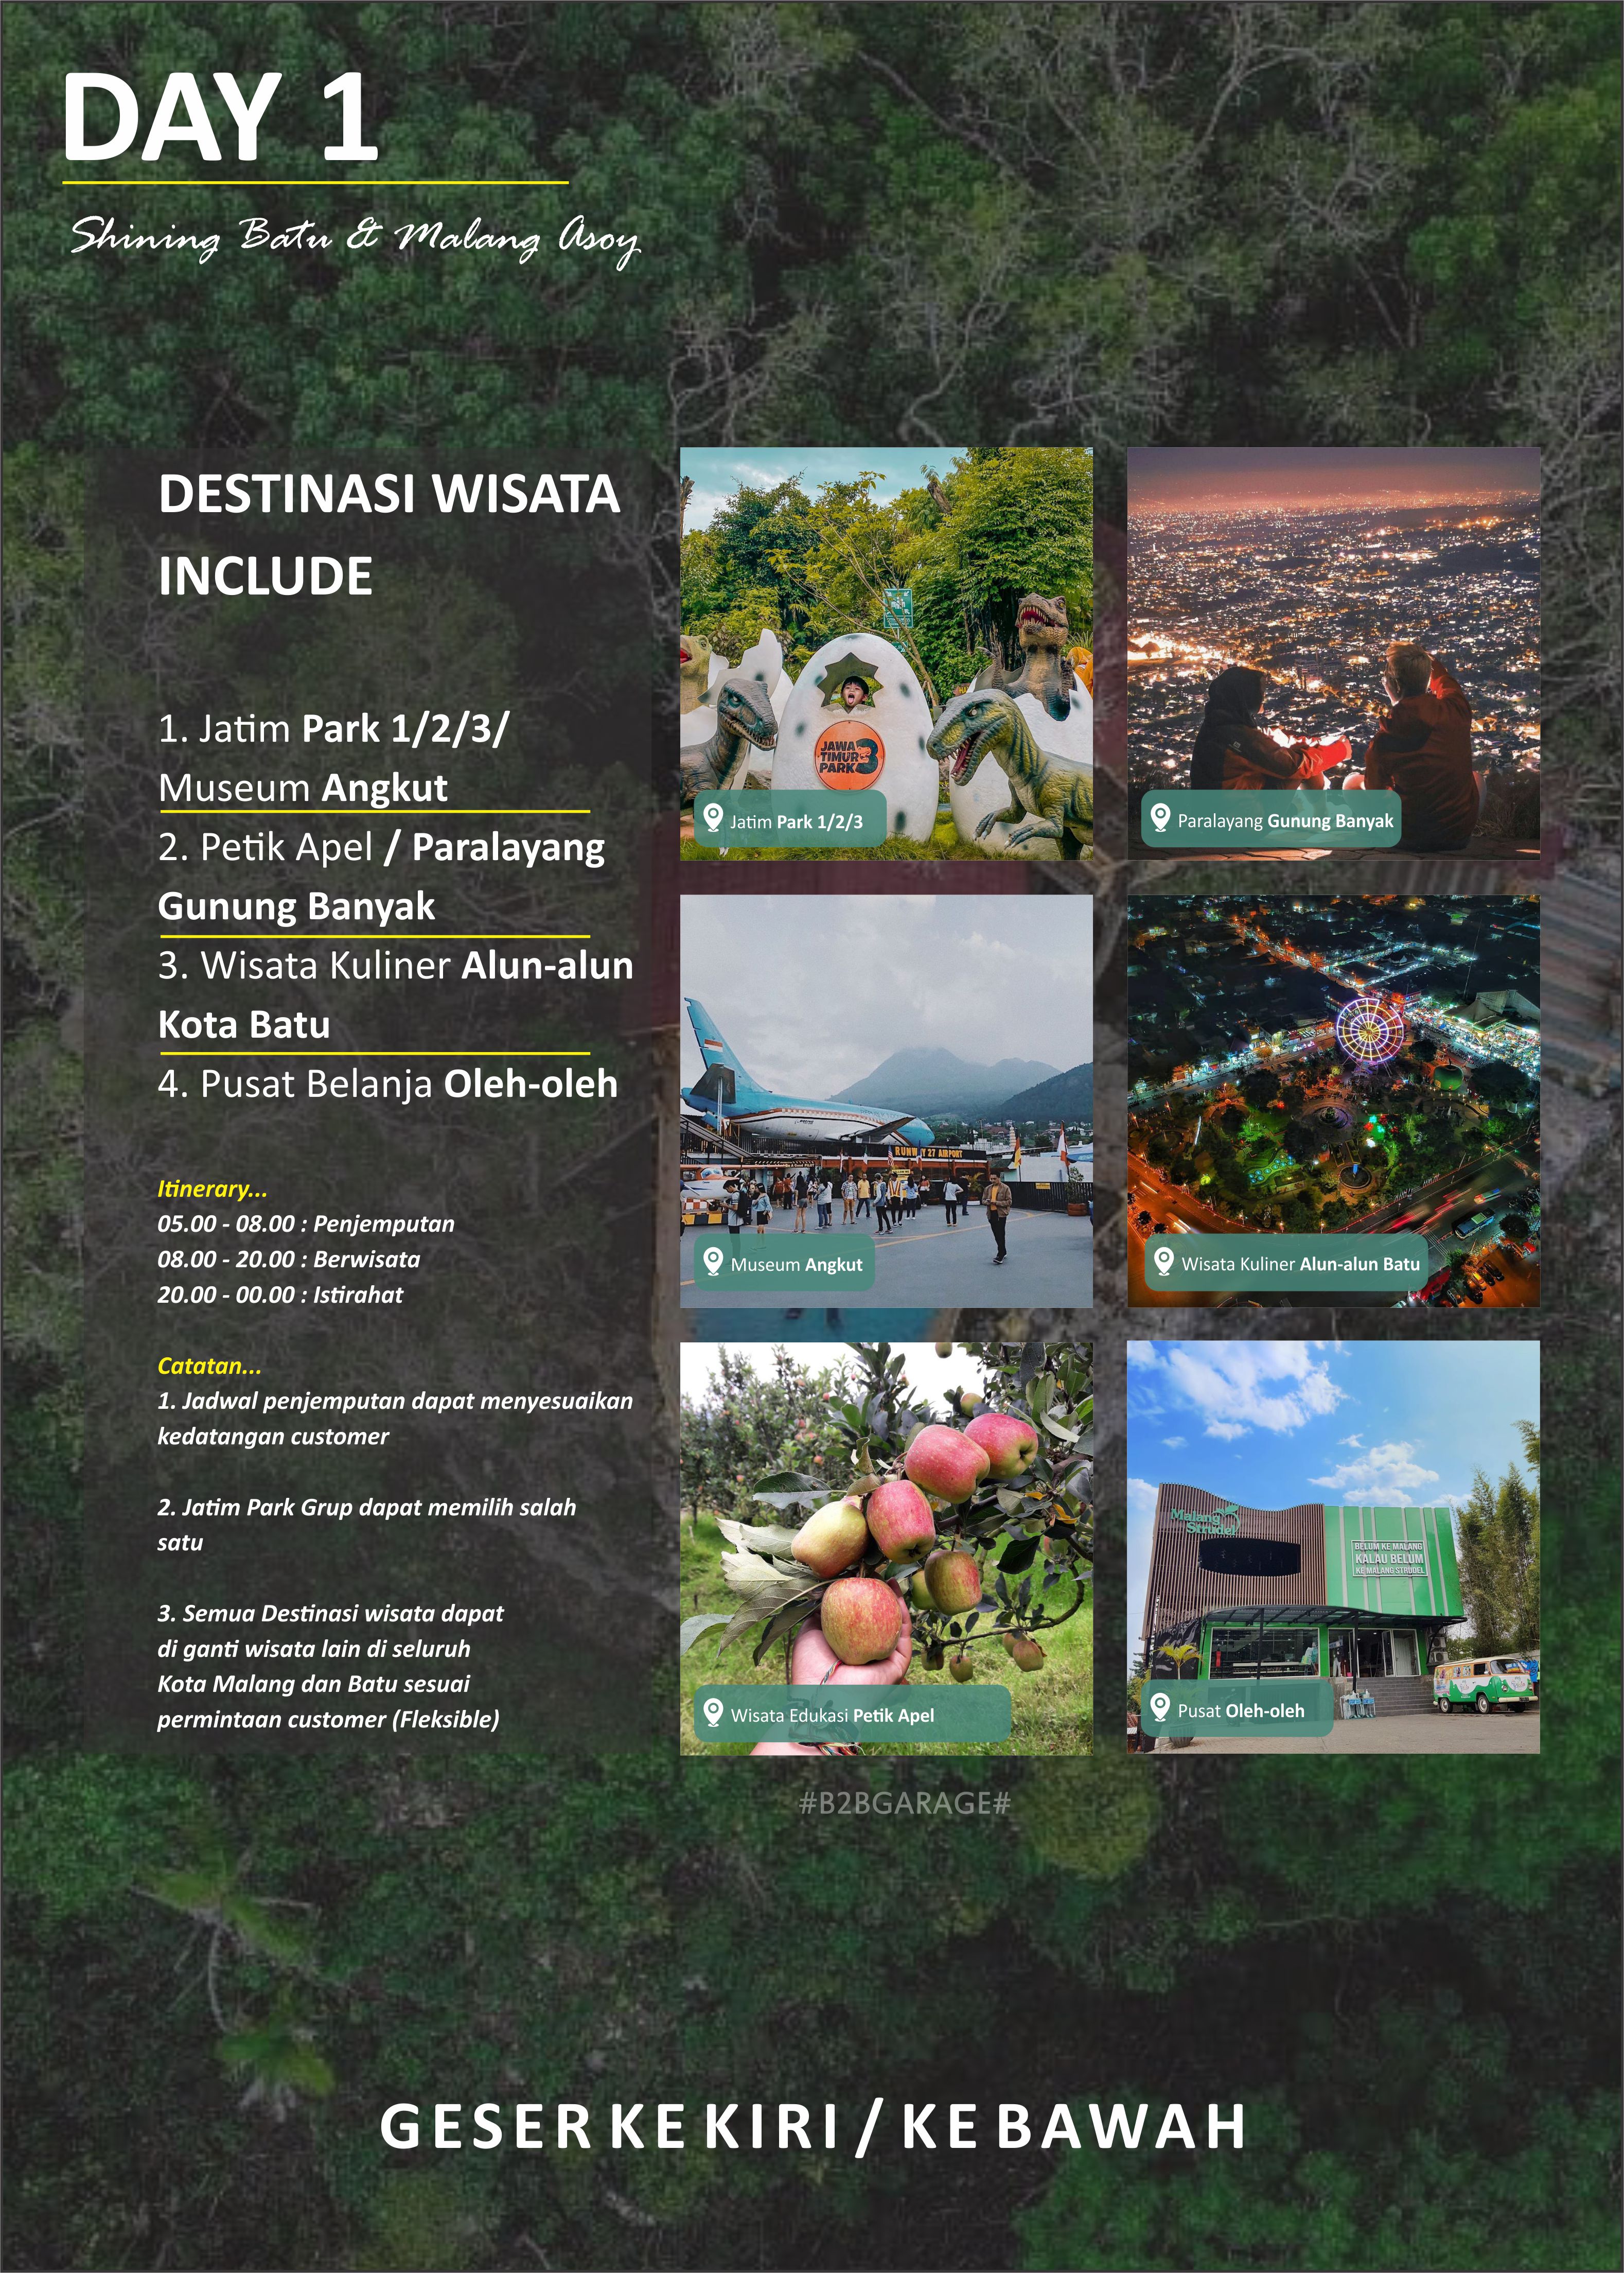 DAY 1
Shining Batu & Malang Asoy
DESTINASI WISATA
INCLUDE
1. Jatim Park 1/2/3/
Museum Angkut
2. Petik Apel / Paralayang
Gunung Banyak
3. Wisata Kuliner Alun-alun
Kota Batu
4. Pusat Belanja Oleh-oleh
Itinerary...
05.00 - 08.00 : Penjemputan
08.00 - 20.00 : Berwisata
20.00 - 00.00 : Istirahat
Catatan...
1. Jadwal penjemputan dapat menyesuaikan
kedatangan customer
2. Jatim Park Grup dapat memilih salah
satu
3. Semua Destinasi wisata dapat
di ganti wisata lain di seluruh
Kota Malang dan Batu sesuai
permintaan customer (Fleksible)
JAWA
TIMUR 3
PARK
Jatim Park 1/2/3
Paralayang Gunung Banyak
RUNWAY 27 AIRPORT
Museum Angkut
Wisata Kuliner Alun-alun Batu
Wisata Edukasi Petik Apel
Malang
Strudel
BELUM KE MALANG
KALAU BELUM
KE MALANG STRUDEL
Pusat Oleh-oleh
#B2BGARAGE#
GESER KE KIRI / KE BAWAH